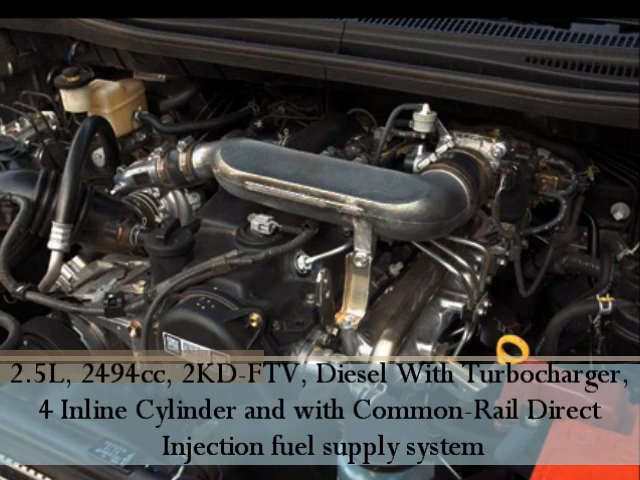 2.5L, 2494cc, 2KD-FTV, Diesel With Turbocharger,
4 Inline Cylinder and with Common-Rail Direct
Injection fuel supply system